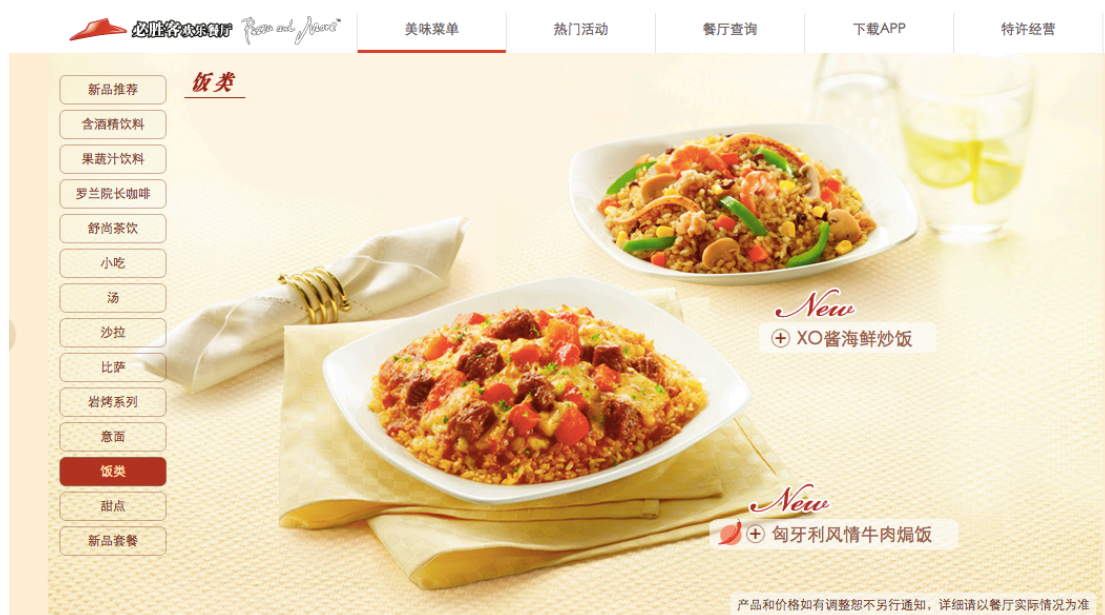 必胜客欢乐餐厅 Pizza and More
美味菜单
热门活动
餐厅查询
下载APP
特许经营
饭类
新品推荐
含酒精饮料
果蔬汁饮料
罗兰院长咖啡
舒尚茶饮
小吃
汤
沙拉
比萨
岩烤系列
意面
饭类
甜点
新品套餐
New
XO酱海鲜炒饭
New
匈牙利风情牛肉焗饭
产品和价格如有调整恕不另行通知，详细请以餐厅实际情况为准